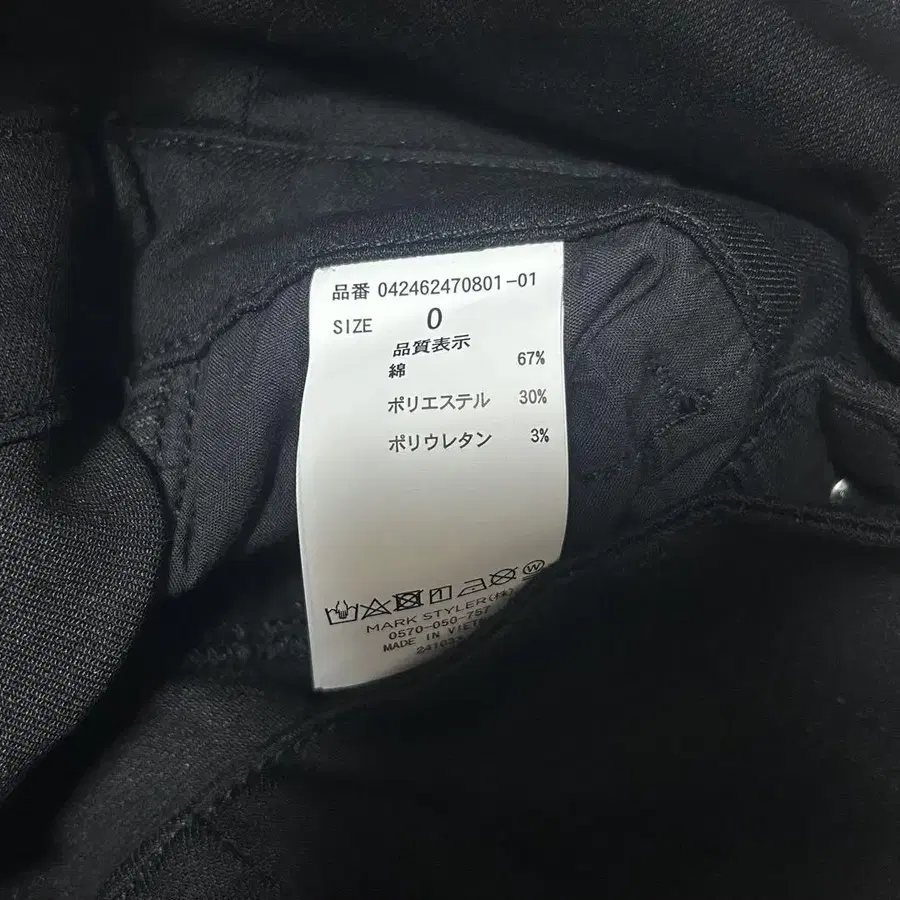 品番 042462470801-01
SIZE 0
品質表示
綿 67%
ポリエステル 30%
ポリウレタン 3%
MARK STYLER(株)
0570-050-757
MADE IN